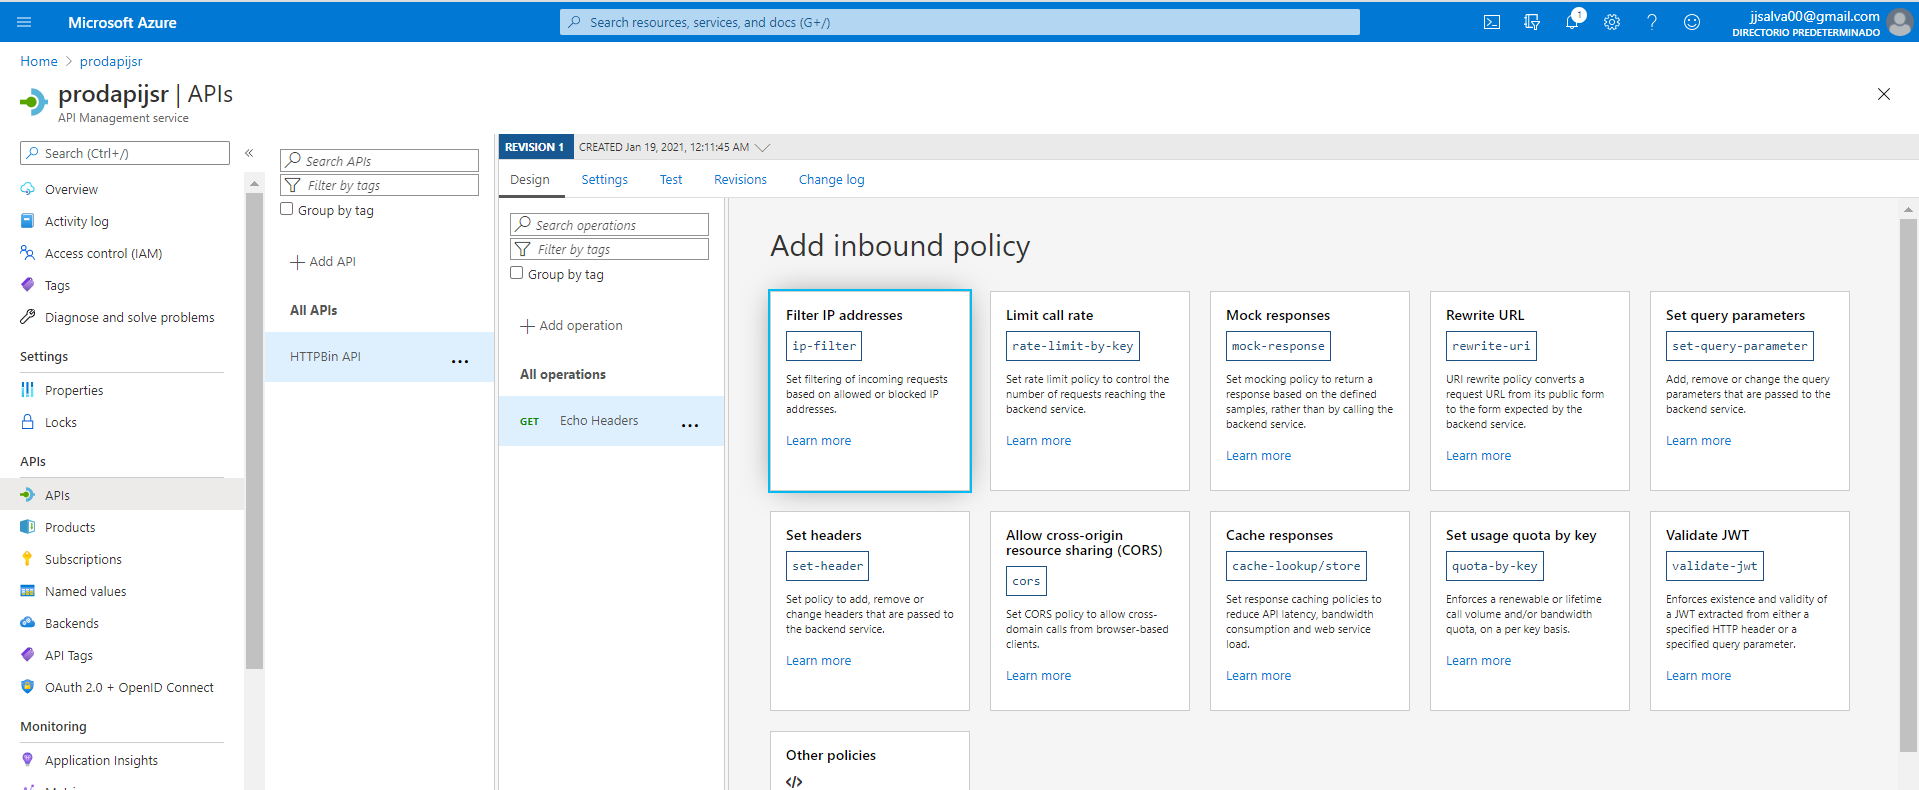 Microsoft Azure
Search resources, services, and docs (G+/)
1
jjsalva00@gmail.com
DIRECTORIO PREDETERMINADO
Home > prodapijsr
prodapijsr | APIs
API Management service
Search (Ctrl+/)
Overview
Activity log
Access control (IAM)
Tags
Diagnose and solve problems
Settings
Properties
Locks
APIs
APIs
Products
Subscriptions
Named values
Backends
API Tags
OAuth 2.0 + OpenID Connect
Monitoring
Application Insights
Search APIs
Filter by tags
Group by tag
Add API
All APIs
HTTPBin API
REVISION 1
CREATED Jan 19, 2021, 12:11:45 AM
Design
Settings
Test
Revisions
Change log
Search operations
Filter by tags
Group by tag
Add operation
All operations
GET Echo Headers
Add inbound policy
Filter IP addresses
ip-filter
Set filtering of incoming requests
based on allowed or blocked IP
addresses.
Learn more
Limit call rate
rate-limit-by-key
Set rate limit policy to control the
number of requests reaching the
backend service.
Learn more
Mock responses
mock-response
Set mocking policy to return a
response based on the defined
samples, rather than by calling the
backend service.
Learn more
Rewrite URL
rewrite-uri
URI rewrite policy converts a
request URL from its public form
to the form expected by the
backend service.
Learn more
Set query parameters
set-query-parameter
Add, remove or change the query
parameters that are passed to the
backend service.
Learn more
Set headers
set-header
Set policy to add, remove or
change headers that are passed to
the backend service.
Learn more
Allow cross-origin
resource sharing (CORS)
cors
Set CORS policy to allow cross-
domain calls from browser-based
clients.
Learn more
Cache responses
cache-lookup/store
Set response caching policies to
reduce API latency, bandwidth
consumption and web service
load.
Learn more
Set usage quota by key
quota-by-key
Enforces a renewable or lifetime
call volume and/or bandwidth
quota, on a per key basis.
Learn more
Validate JWT
validate-jwt
Enforces existence and validity of
a JWT extracted from either a
specified HTTP header or a
specified query parameter.
Learn more
Other policies
</>